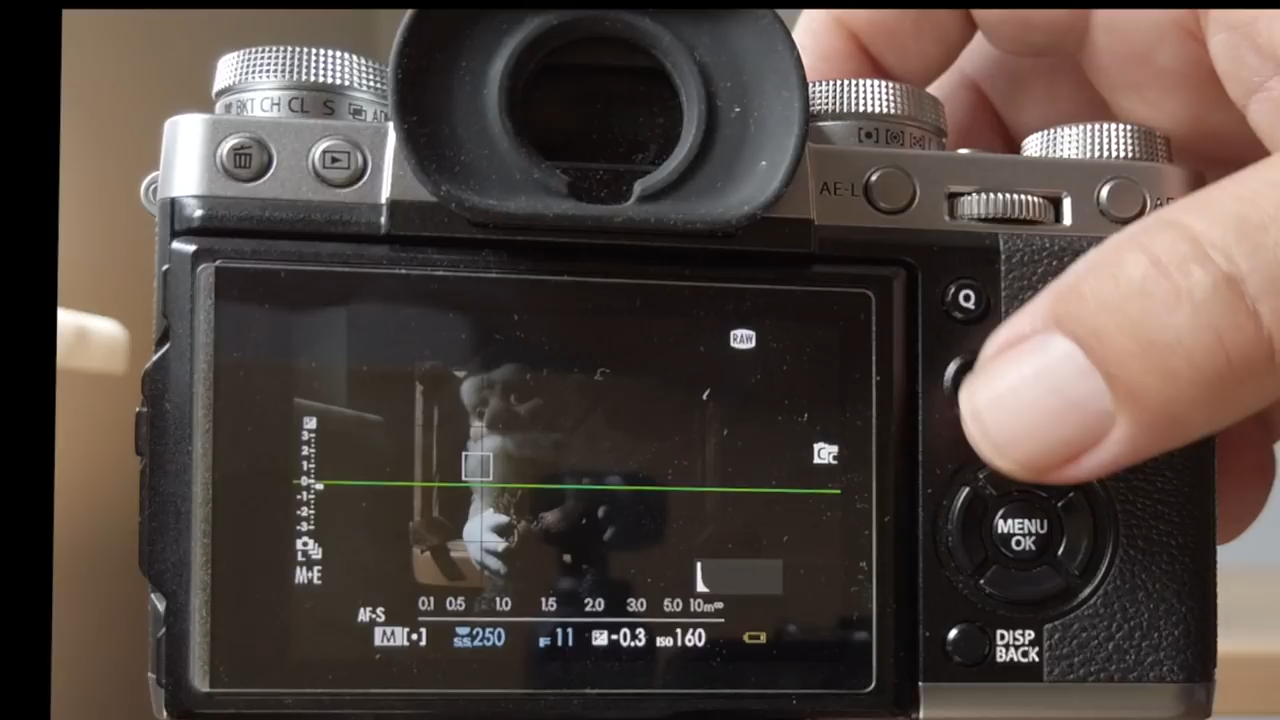 BKT CH CL S
AE-L
Q
RAW
3
2
1
0
-1
-2
-3
L
M+E
0.1 0.5 1.0 1.5 2.0 3.0 5.0 10m∞
AF-S
M [•] SS 250 F 11 -0.3 ISO 160
MENU
OK
DISP
BACK